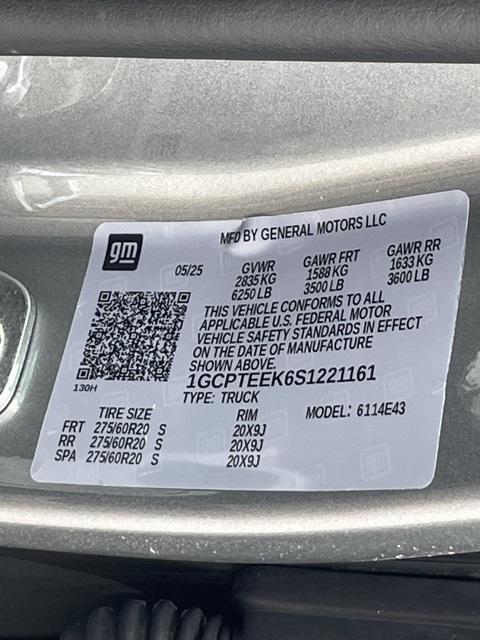 gm
MFD BY GENERAL MOTORS LLC
05/25 GVWR GAWR FRT GAWR RR
2835 KG 1588 KG 1633 KG
6250 LB 3500 LB 3600 LB
THIS VEHICLE CONFORMS TO ALL
APPLICABLE U.S. FEDERAL MOTOR
VEHICLE SAFETY STANDARDS IN EFFECT
ON THE DATE OF MANUFACTURE
SHOWN ABOVE.
130H
1GCPTEEK6S1221161
TYPE: TRUCK
TIRE SIZE RIM MODEL: 6114E43
FRT 275/60R20 S 20X9J
RR 275/60R20 S 20X9J
SPA 275/60R20 S 20X9J